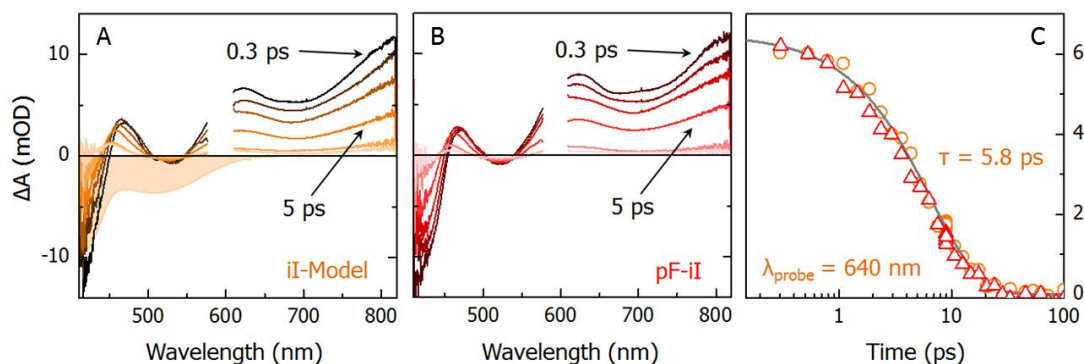 A
B
C
0.3 ps
0.3 ps
5 ps
5 ps
iI-Model
pF-iI
τ = 5.8 ps
λprobe = 640 nm
10
0
-10
ΔA (mOD)
6
4
2
0
500 600 700 800
500 600 700 800
1 10 100
Wavelength (nm)
Wavelength (nm)
Time (ps)